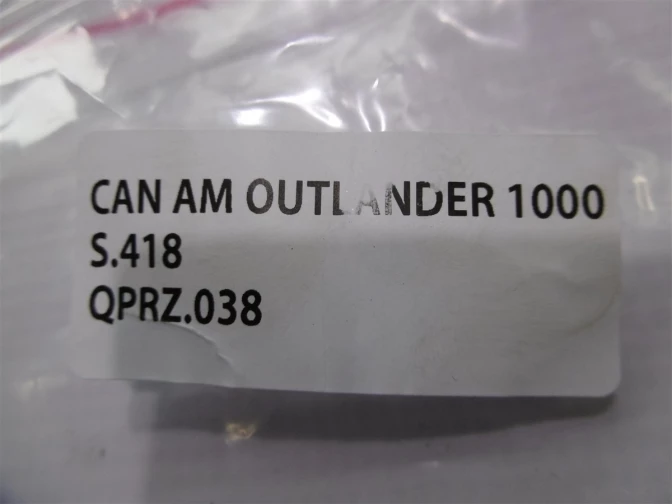 CAN AM OUTLANDER 1000
S.418
QPRZ.038